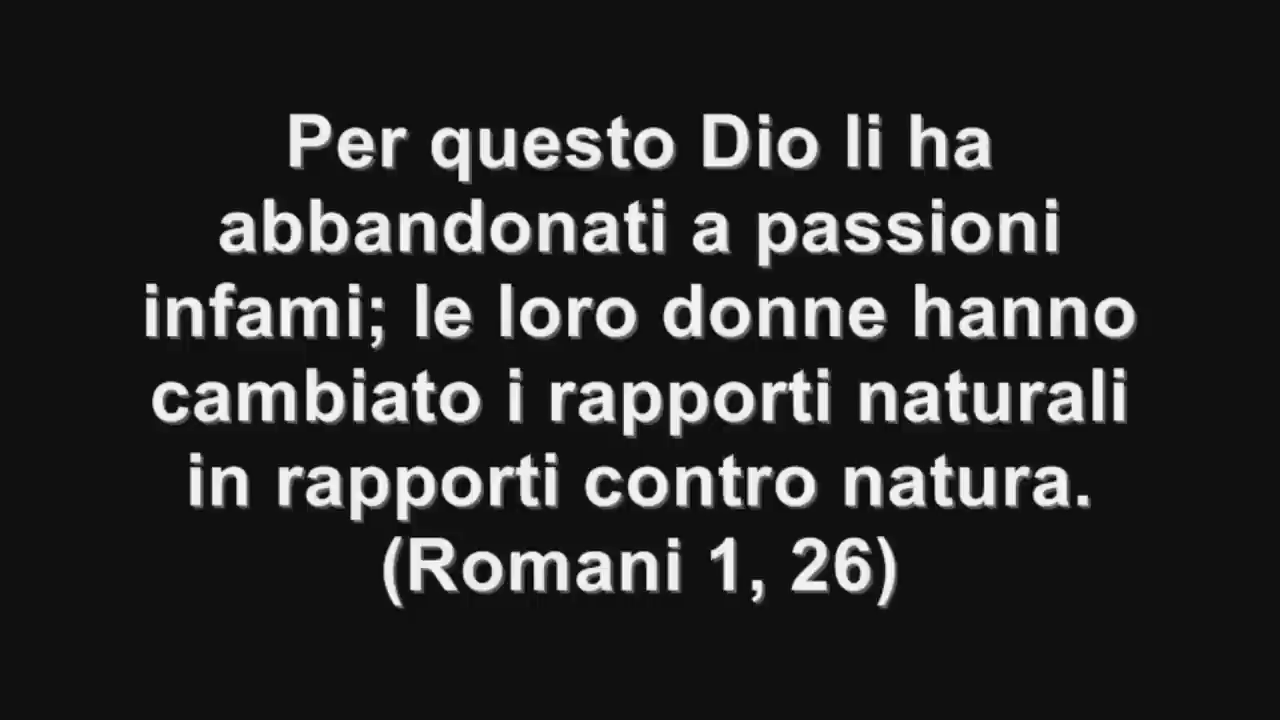 Per questo Dio li ha
abbandonati a passioni
infami; le loro donne hanno
cambiato i rapporti naturali
in rapporti contro natura.
(Romani 1, 26)